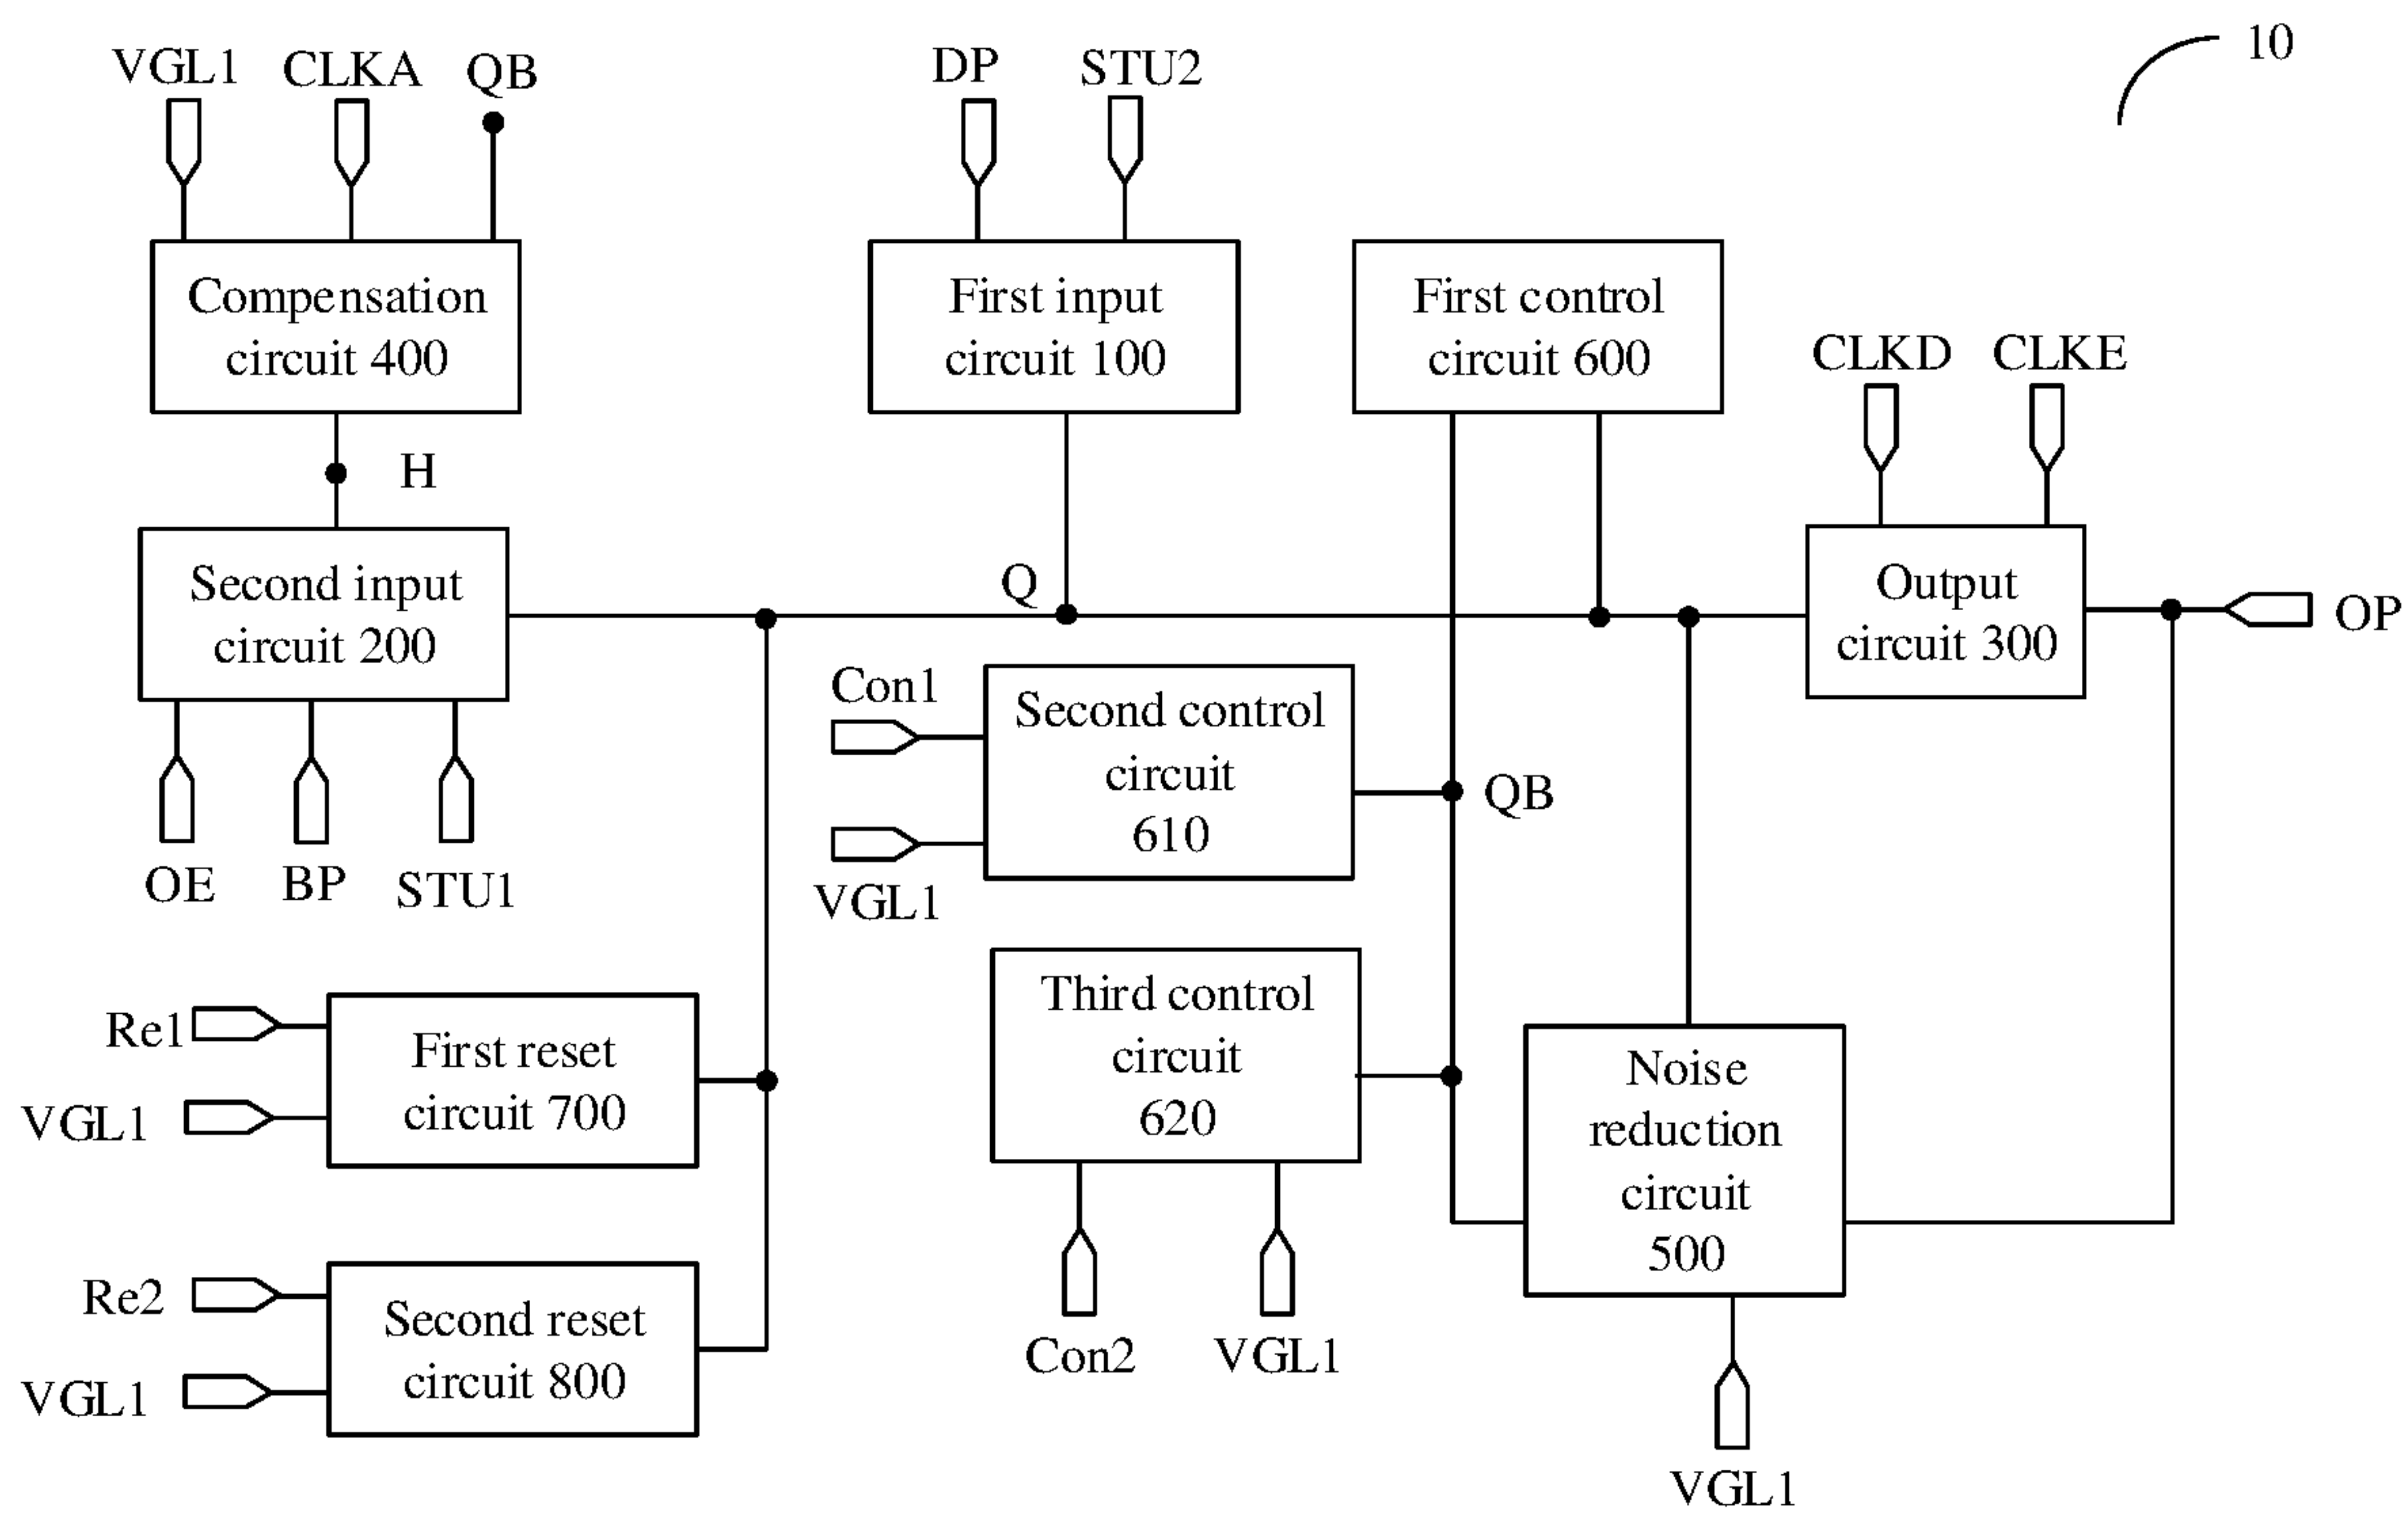 VGL1
CLKA
QB
DP
STU2
10
Compensation
circuit 400
First input
circuit 100
First control
circuit 600
CLKD
CLKE
H
Second input
circuit 200
Q
Output
circuit 300
OP
Con1
Second control
circuit
610
VGL1
QB
OE
BP
STU1
Third control
circuit
620
Con2
VGL1
Re1
First reset
circuit 700
VGL1
Noise
reduction
circuit
500
VGL1
Re2
Second reset
circuit 800
VGL1